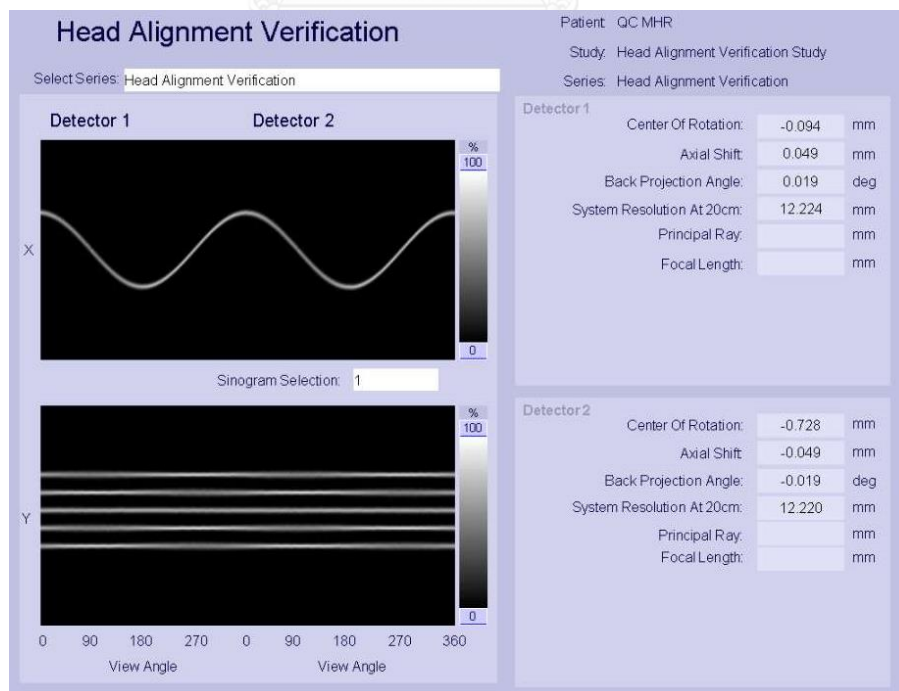 Head Alignment Verification
Patient: QC MHR
Study: Head Alignment Verification Study
Select Series: Head Alignment Verification
Series: Head Alignment Verification
Detector 1 Detector 2
%
100
X
0
Sinogram Selection: 1
%
100
Y
0
0 90 180 270 0 90 180 270 360
View Angle View Angle
Detector 1
Center Of Rotation: -0.094 mm
Axial Shift: 0.049 mm
Back Projection Angle: 0.019 deg
System Resolution At 20cm: 12.224 mm
Principal Ray: mm
Focal Length: mm
Detector 2
Center Of Rotation: -0.728 mm
Axial Shift: -0.049 mm
Back Projection Angle: -0.019 deg
System Resolution At 20cm: 12.220 mm
Principal Ray: mm
Focal Length: mm